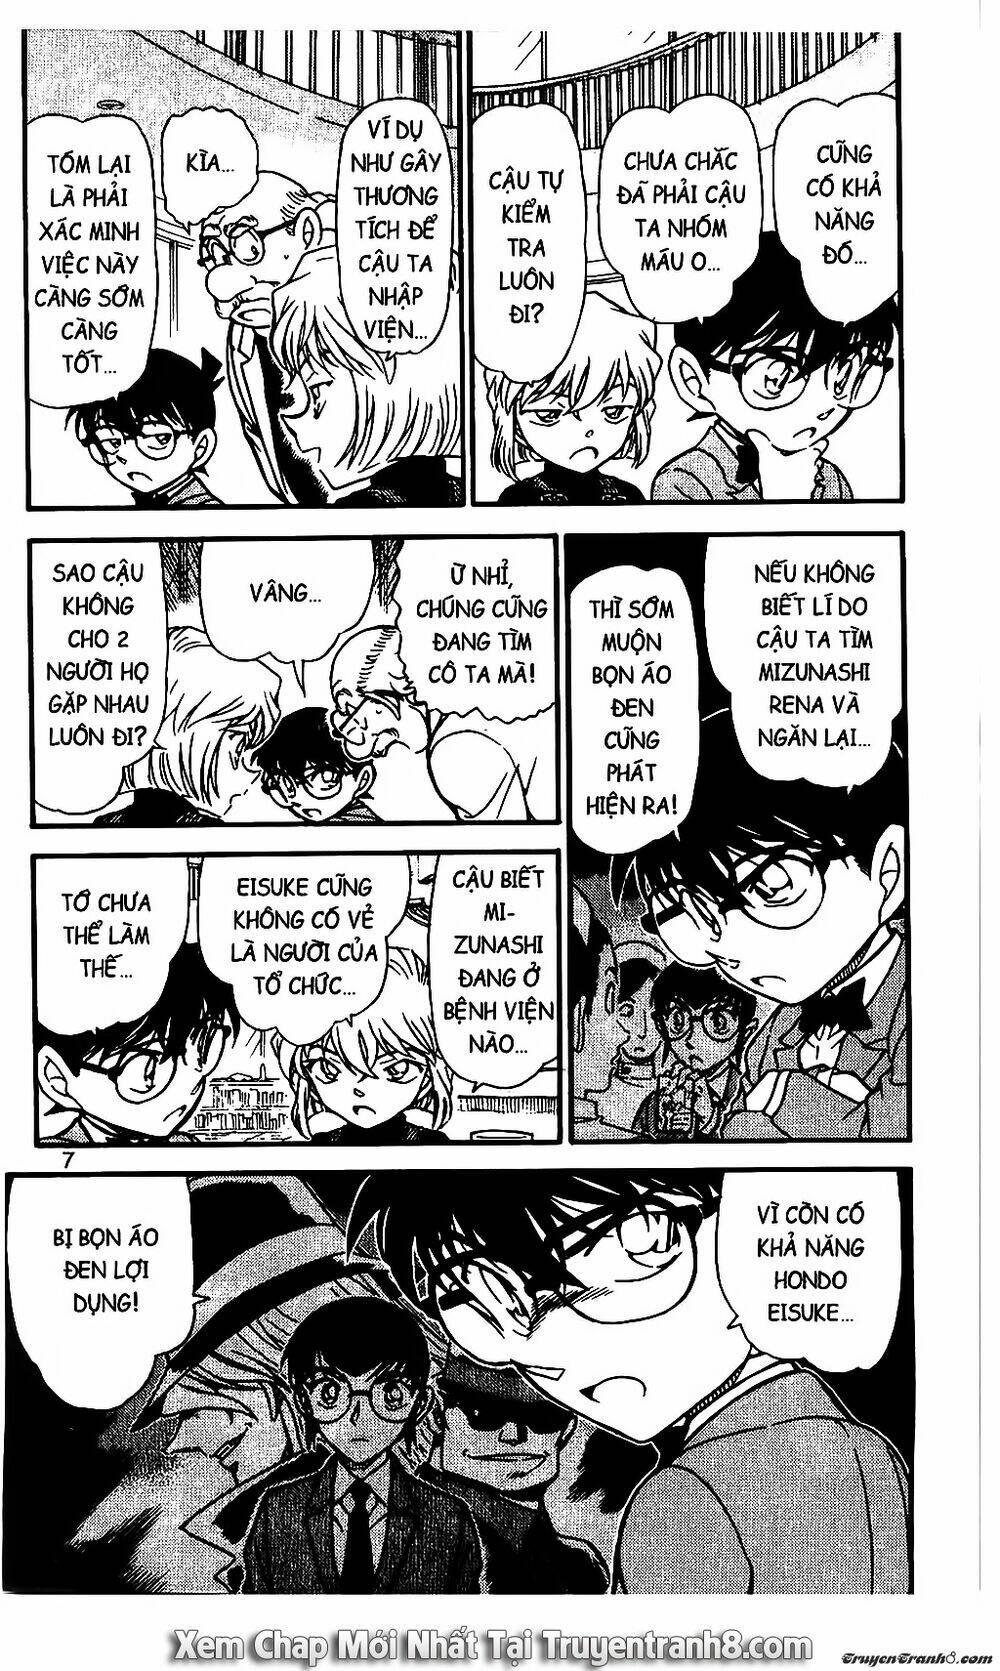 CŨNG
CÓ KHẢ
NĂNG
ĐÓ...
CHƯA CHẮC
ĐÃ PHẢI CẬU
TA NHÓM
MÁU O...
CẬU TỰ
KIỂM
TRA
LUÔN
ĐI?
VÍ DỤ
NHƯ GÂY
THƯƠNG
TÍCH ĐỂ
CẬU TA
NHẬP
VIỆN...
KÌA...
TÓM LẠI
LÀ PHẢI
XÁC MINH
VIỆC NÀY
CÀNG SỚM
CÀNG
TỐT...
NẾU KHÔNG
BIẾT LÍ DO
CẬU TA TÌM
MIZUNASHI
RENA VÀ
NGĂN LẠI...
THÌ SỚM
MUỘN
BỌN ÁO
ĐEN
CŨNG
PHÁT
HIỆN RA!
Ừ NHỈ,
CHÚNG CŨNG
ĐANG TÌM
CÔ TA MÀ!
VÂNG...
SAO CẬU
KHÔNG
CHO 2
NGƯỜI HỌ
GẶP NHAU
LUÔN ĐI?
CẬU BIẾT
MI-
ZUNASHI
ĐANG Ở
BỆNH VIỆN
NÀO...
EISUKE CŨNG
KHÔNG CÓ VẺ
LÀ NGƯỜI CỦA
TỔ CHỨC...
TỚ CHƯA
THỂ LÀM
THẾ...
7
VÌ CÒN CÓ
KHẢ NĂNG
HONDO
EISUKE...
BỊ BỌN ÁO
ĐEN LỢI
DỤNG!
Xem Chap Mới Nhất Tại Truyentranh8.com
TruyenTranh8.com